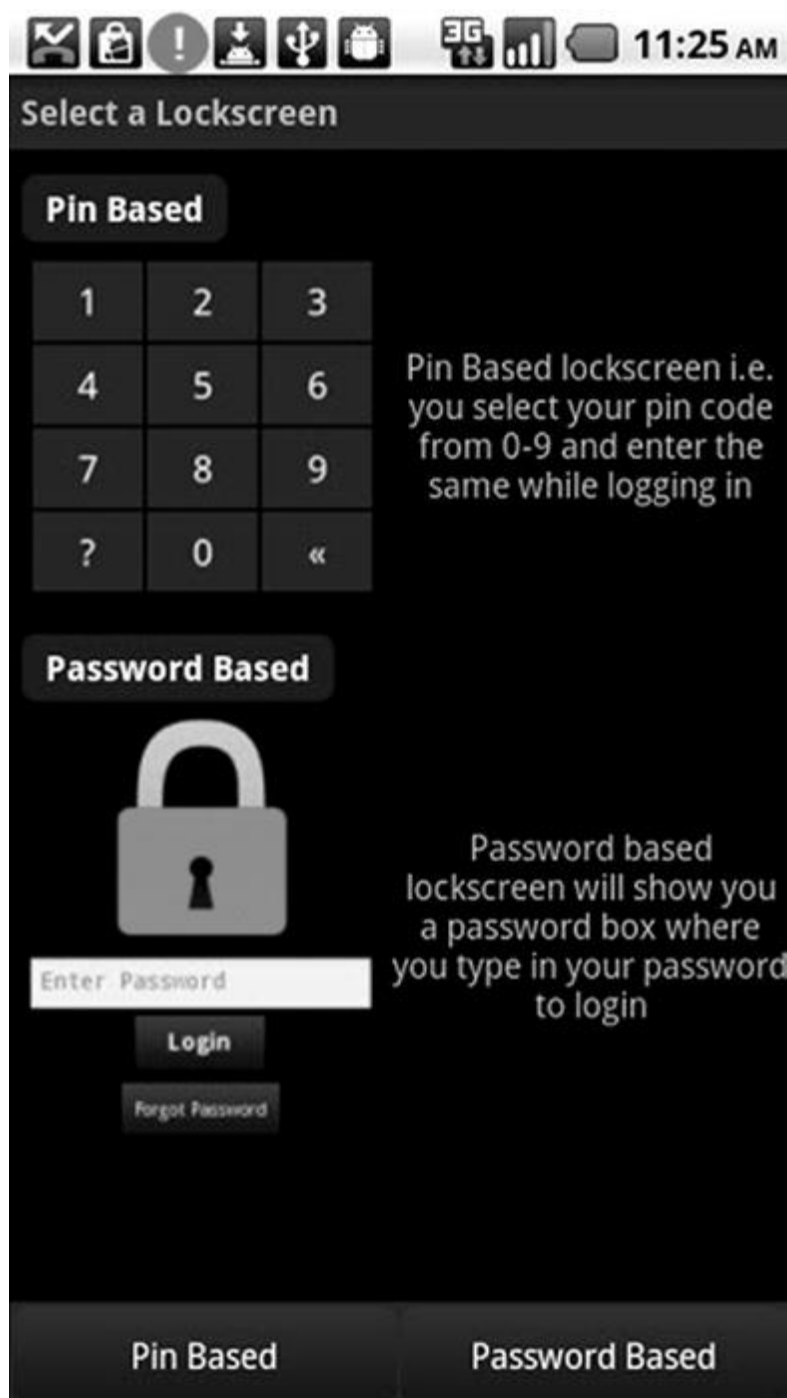 3G
11:25 AM
Select a Lockscreen
Pin Based
1 2 3
4 5 6
7 8 9
? 0 «
Pin Based lockscreen i.e.
you select your pin code
from 0-9 and enter the
same while logging in
Password Based
Enter Password
Login
Forgot Password
Password based
lockscreen will show you
a password box where
you type in your password
to login
Pin Based
Password Based